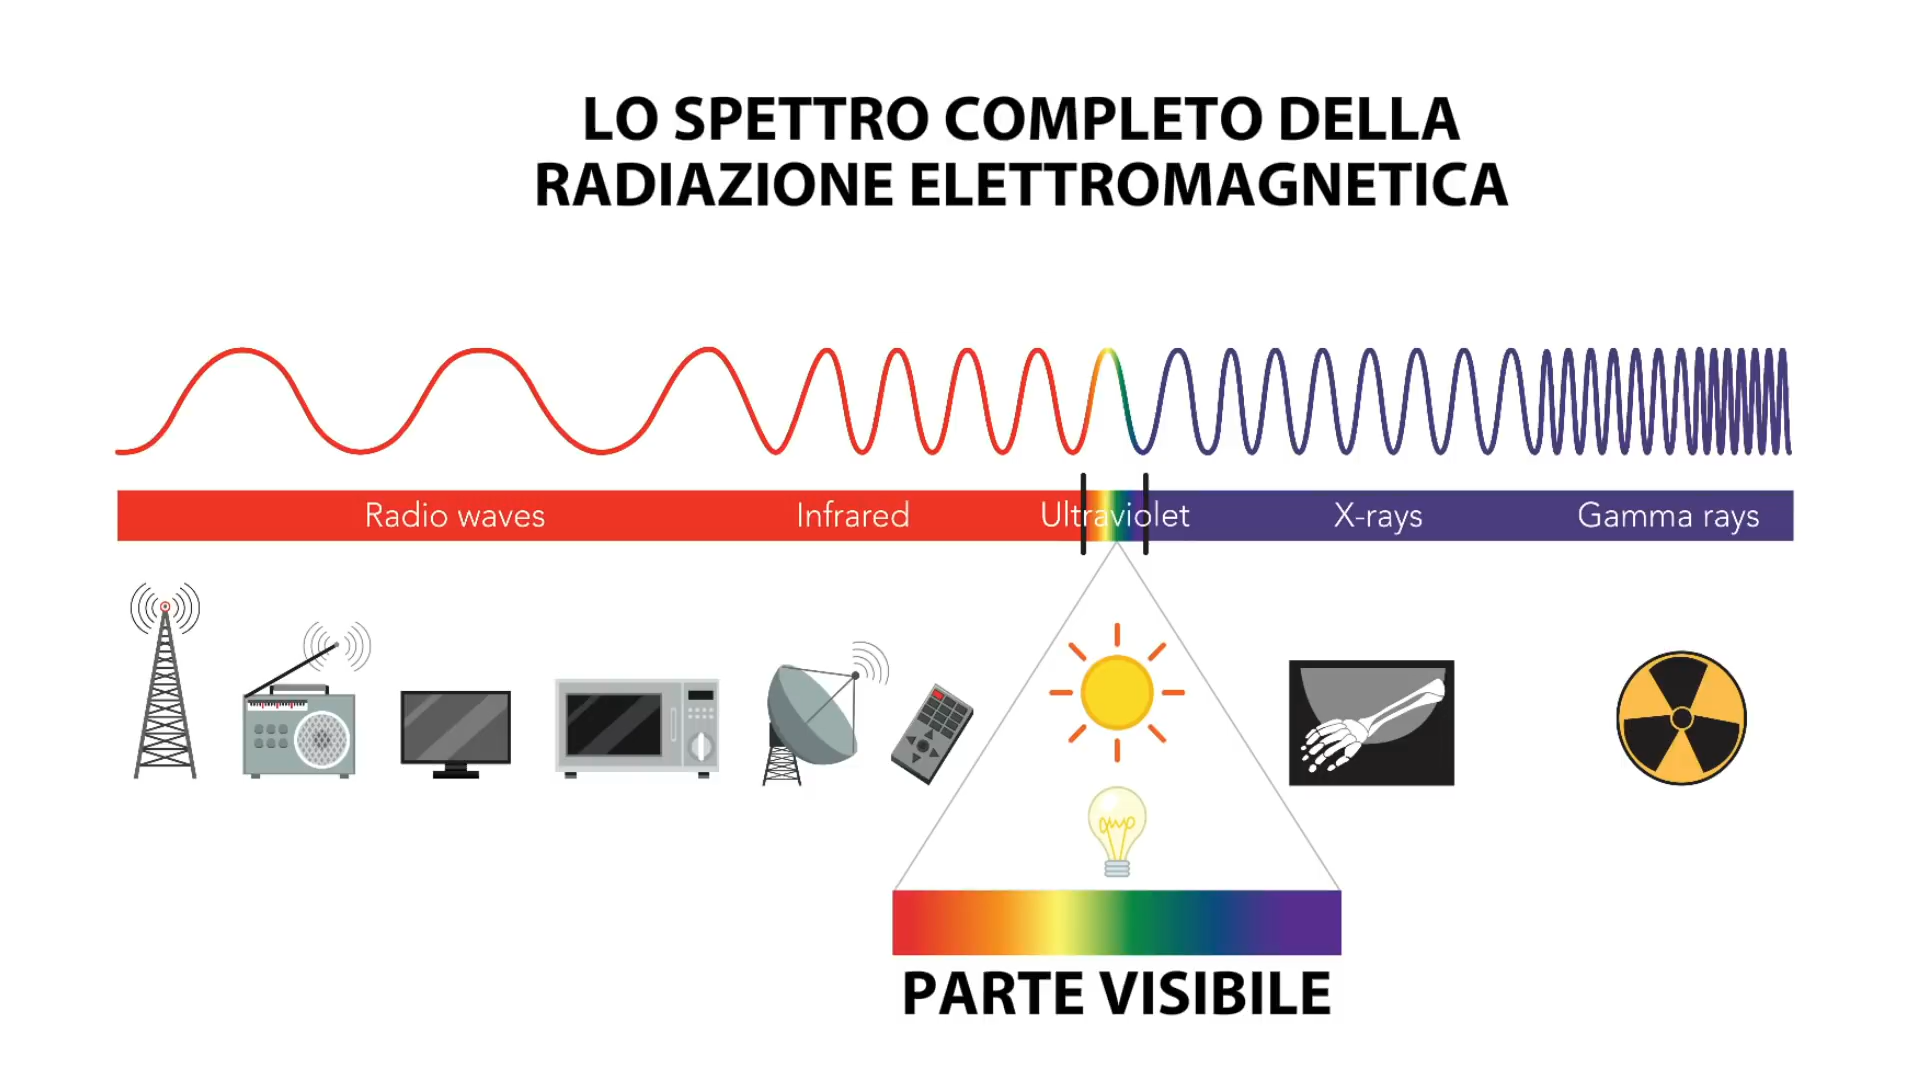 LO SPETTRO COMPLETO DELLA
RADIAZIONE ELETTROMAGNETICA
Radio waves Infrared Ultraviolet X-rays Gamma rays
PARTE VISIBILE